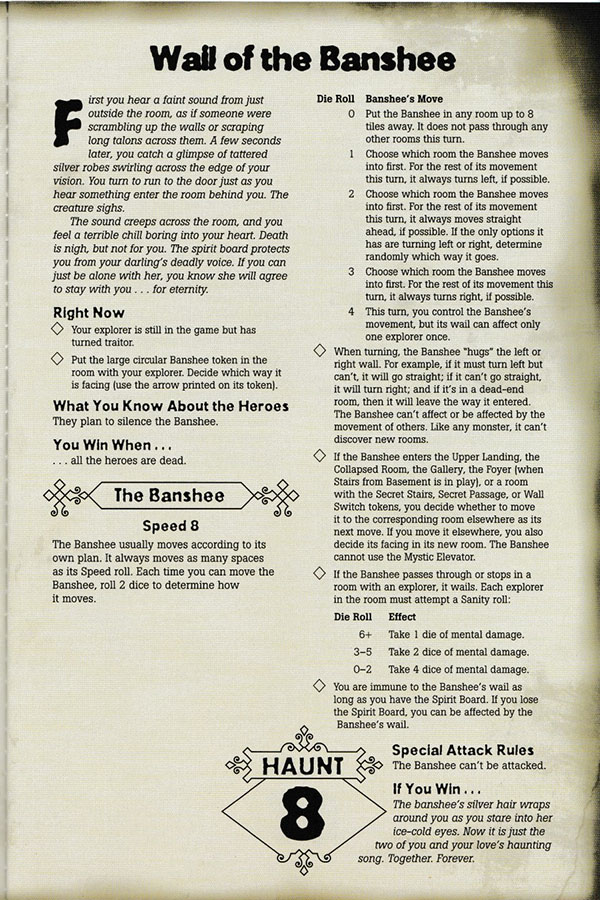 Wail of the Banshee
First you hear a faint sound from just
outside the room, as if someone were
scrambling up the walls or scraping
long talons across them. A few seconds
later, you catch a glimpse of tattered
silver robes swirling across the edge of your
vision. You turn to run to the door just as you
hear something enter the room behind you. The
creature sighs.
The sound creeps across the room, and you
feel a terrible chill boring into your heart. Death
is nigh, but not for you. The spirit board protects
you from your darling's deadly voice. If you can
just be alone with her, you know she will agree
to stay with you . . . for eternity.
Right Now
Your explorer is still in the game but has
turned traitor.
Put the large circular Banshee token in the
room with your explorer. Decide which way it
is facing (use the arrow printed on its token).
What You Know About the Heroes
They plan to silence the Banshee.
You Win When . . .
. . . all the heroes are dead.
The Banshee
Speed 8
The Banshee usually moves according to its
own plan. It always moves as many spaces
as its Speed roll. Each time you can move the
Banshee, roll 2 dice to determine how
it moves.
Die Roll Banshee's Move
0 Put the Banshee in any room up to 8
tiles away. It does not pass through any
other rooms this turn.
1 Choose which room the Banshee moves
into first. For the rest of its movement
this turn, it always turns left, if possible.
2 Choose which room the Banshee moves
into first. For the rest of its movement
this turn, it always moves straight
ahead, if possible. If the only options it
has are turning left or right, determine
randomly which way it goes.
3 Choose which room the Banshee moves
into first. For the rest of its movement this
turn, it always turns right, if possible.
4 This turn, you control the Banshee's
movement, but its wail can affect only
one explorer once.
When turning, the Banshee "hugs" the left or
right wall. For example, if it must turn left but
can't, it will go straight; if it can't go straight,
it will turn right; and if it's in a dead-end
room, then it will leave the way it entered.
The Banshee can't affect or be affected by the
movement of others. Like any monster, it can't
discover new rooms.
If the Banshee enters the Upper Landing, the
Collapsed Room, the Gallery, the Foyer (when
Stairs from Basement is in play), or a room
with the Secret Stairs, Secret Passage, or Wall
Switch tokens, you decide whether to move
it to the corresponding room elsewhere as its
next move. If you move it elsewhere, you also
decide its facing in its new room. The Banshee
cannot use the Mystic Elevator.
If the Banshee passes through or stops in a
room with an explorer, it wails. Each explorer
in the room must attempt a Sanity roll:
Die Roll Effect
6+ Take 1 die of mental damage.
3–5 Take 2 dice of mental damage.
0–2 Take 4 dice of mental damage.
You are immune to the Banshee's wail as
long as you have the Spirit Board. If you lose
the Spirit Board, you can be affected by the
Banshee's wail.
Special Attack Rules
The Banshee can't be attacked.
If You Win . . .
The banshee's silver hair wraps
around you as you stare into her
ice-cold eyes. Now it is just the
two of you and your love's haunting
song. Together. Forever.
HAUNT
8